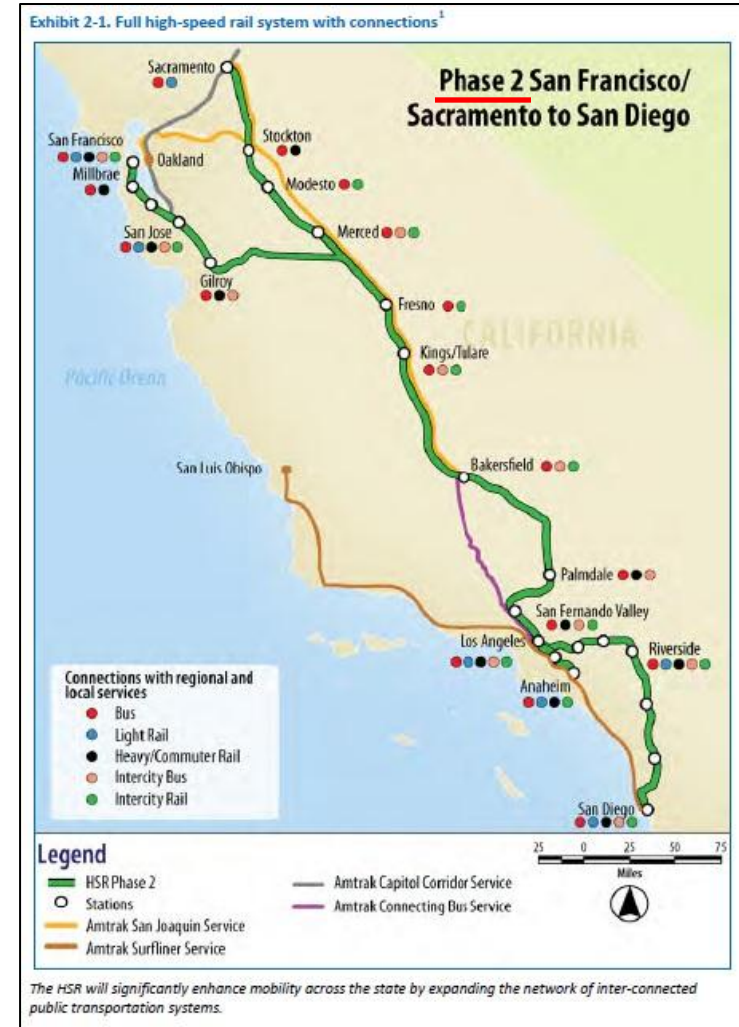 Exhibit 2-1. Full high-speed rail system with connections¹
Phase 2 San Francisco/
Sacramento to San Diego
Sacramento
San Francisco
Oakland
Stockton
Millbrae
Modesto
San Jose
Merced
Gilroy
Fresno
CALIFORNIA
Kings/Tulare
Pacific Ocean
San Luis Obispo
Bakersfield
Palmdale
San Fernando Valley
Los Angeles
Riverside
Anaheim
San Diego
Connections with regional and
local services
Bus
Light Rail
Heavy/Commuter Rail
Intercity Bus
Intercity Rail
25 0 25 50 75
Miles
Legend
HSR Phase 2
Stations
Amtrak San Joaquin Service
Amtrak Surfliner Service
Amtrak Capitol Corridor Service
Amtrak Connecting Bus Service
The HSR will significantly enhance mobility across the state by expanding the network of inter-connected
public transportation systems.